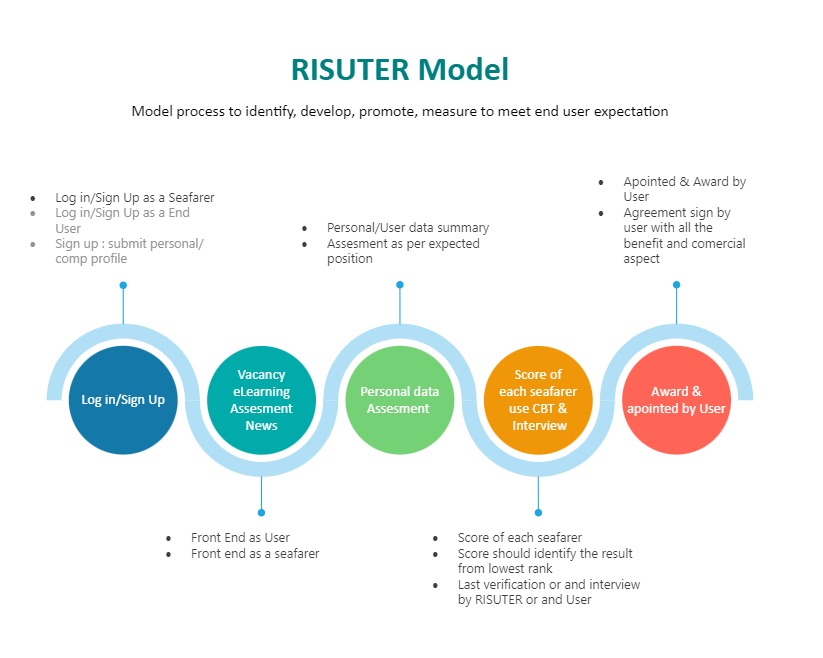 RISUTER Model
Model process to identify, develop, promote, measure to meet end user expectation
• Log in/Sign Up as a Seafarer
• Log in/Sign Up as a End
User
• Sign up : submit personal/
comp profile
• Personal/User data summary
• Assesment as per expected
position
• Apointed & Award by
User
• Agreement sign by
user with all the
benefit and comercial
aspect
Log in/Sign Up
Vacancy
eLearning
Assesment
News
Personal data
Assesment
Score of
each seafarer
use CBT &
Interview
Award &
apointed by User
• Front End as User
• Front end as a seafarer
• Score of each seafarer
• Score should identify the result
from lowest rank
• Last verification or and interview
by RISUTER or and User